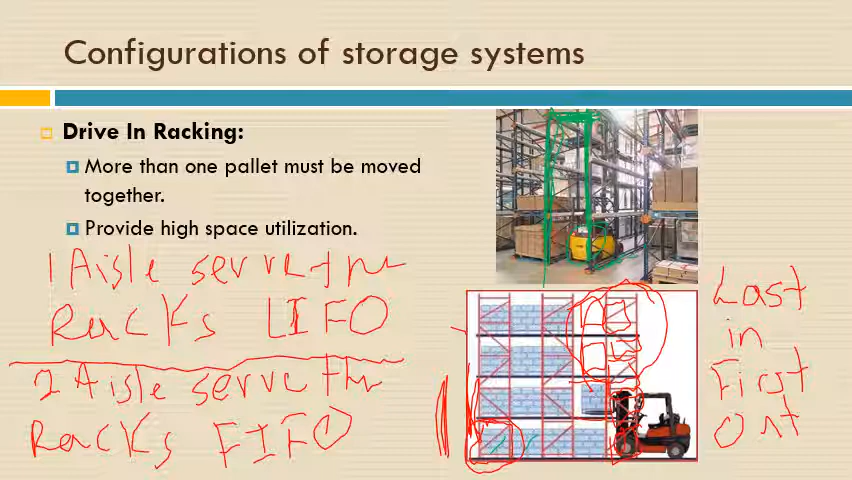 Configurations of storage systems
Drive In Racking:
More than one pallet must be moved
together.
Provide high space utilization.
1 Aisle serve the
Racks LIFO
2 Aisle serve the
Racks FIFO
Last
in
First
Out